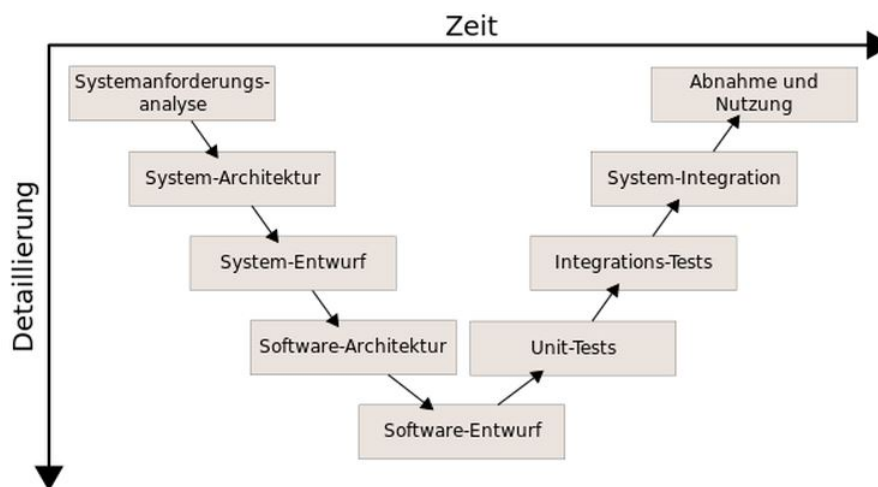 Zeit
Detaillierung
Systemanforderungs-
analyse
Abnahme und
Nutzung
System-Architektur
System-Integration
System-Entwurf
Integrations-Tests
Software-Architektur
Unit-Tests
Software-Entwurf